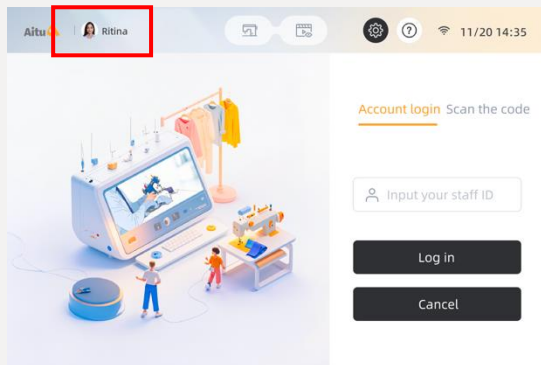 Aitu
Ritina
11/20 14:35
Account login Scan the code
Input your staff ID
Log in
Cancel